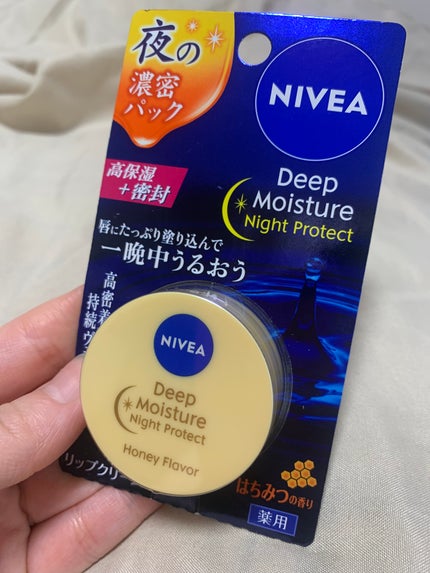 夜の
濃密
パック
NIVEA
高保湿
+密封
Deep
Moisture
Night Protect
唇にたっぷり塗り込んで
一晩中うるおう
高密着
持続ヴ
NIVEA
Deep
Moisture
Night Protect
Honey Flavor
リップクリー
はちみつの香り
薬用